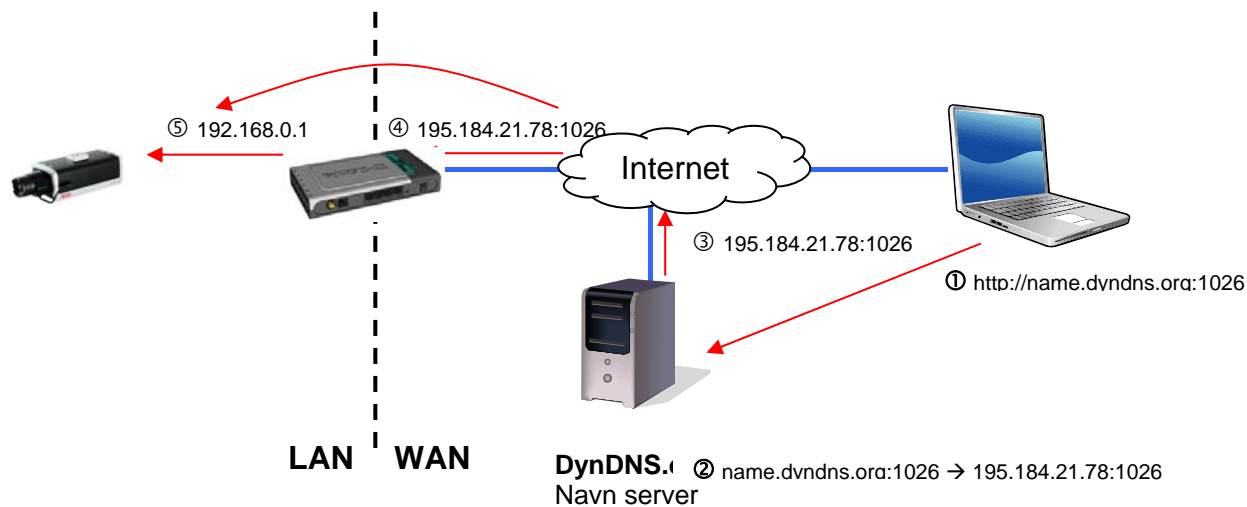 ⑤ 192.168.0.1
④ 195.184.21.78:1026
Internet
③ 195.184.21.78:1026
① http://name.dyndns.org:1026
LAN
WAN
DynDNS.
② name.dyndns.org:1026 → 195.184.21.78:1026
Navn server